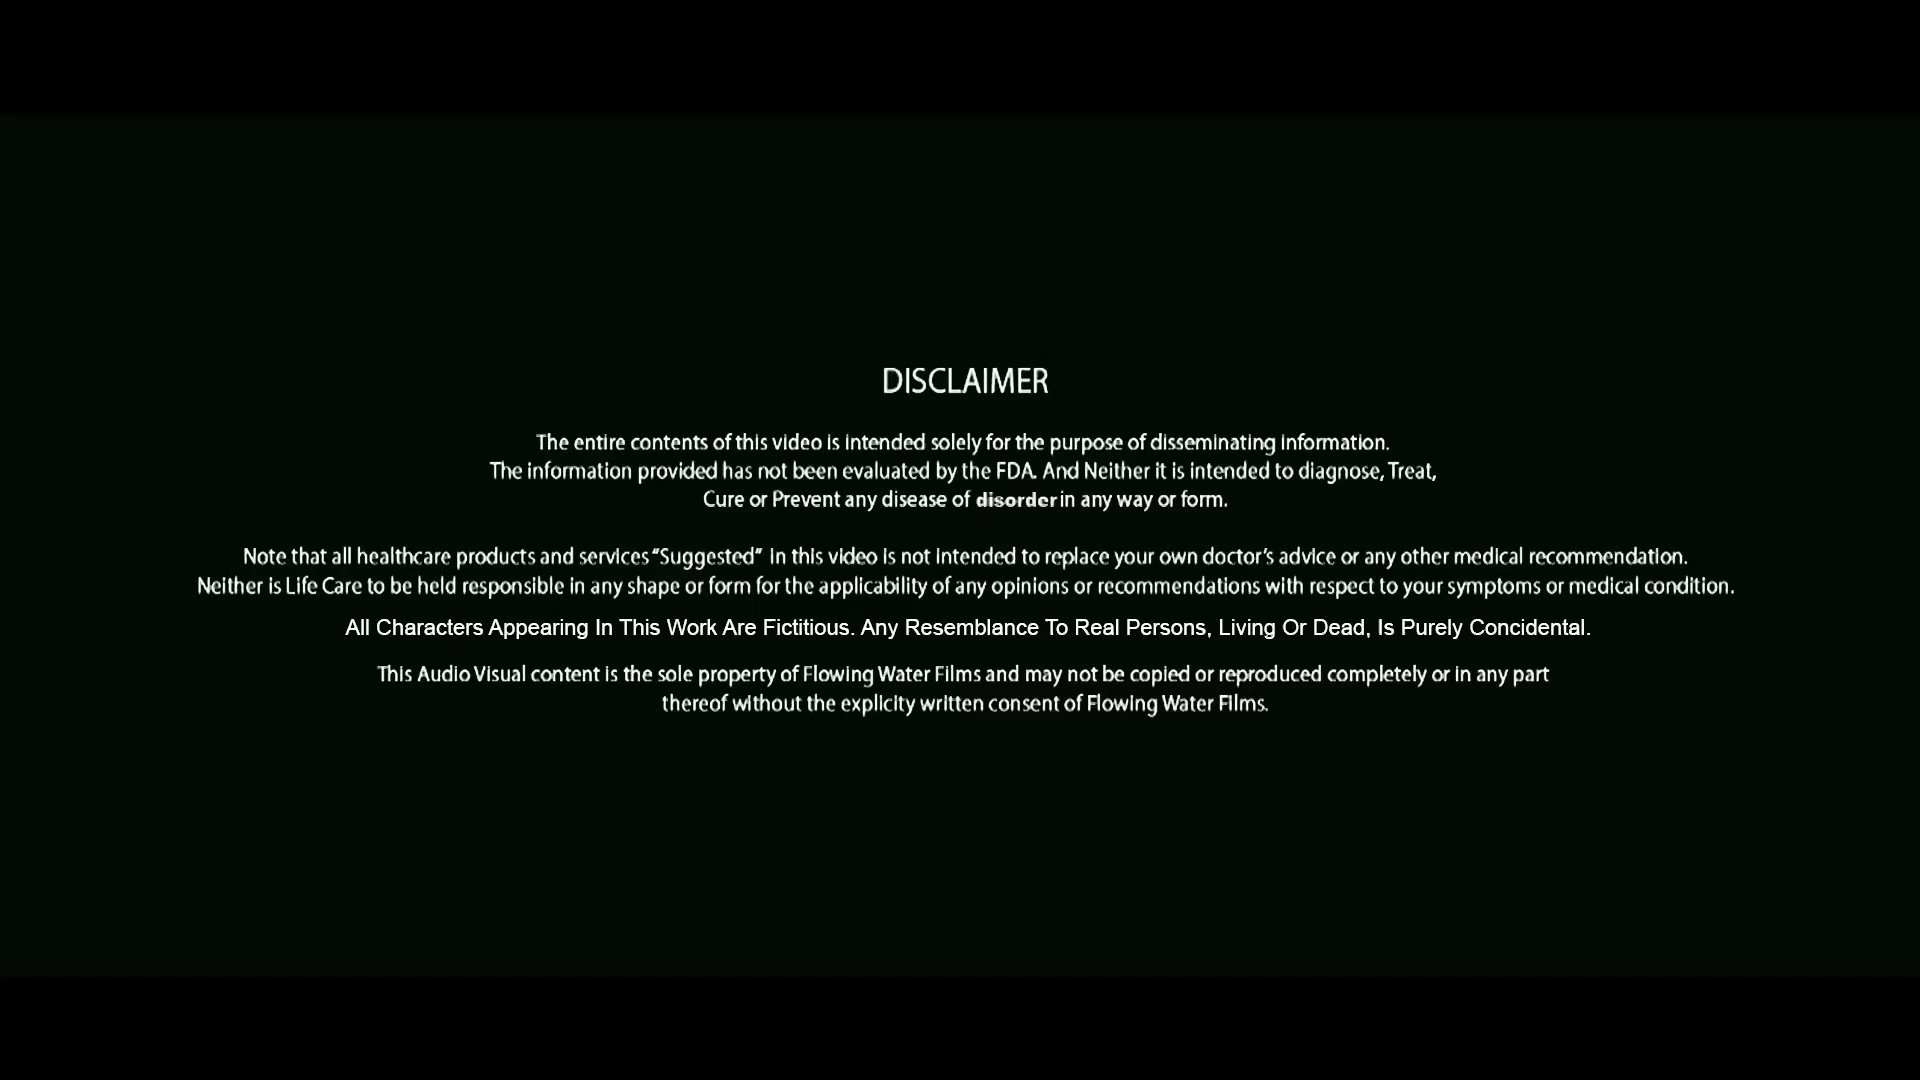 DISCLAIMER
The entire contents of this video is intended solely for the purpose of disseminating information.
The information provided has not been evaluated by the FDA. And Neither it is intended to diagnose, Treat,
Cure or Prevent any disease of disorder in any way or form.
Note that all healthcare products and services “Suggested” in this video is not intended to replace your own doctor's advice or any other medical recommendation.
Neither is Life Care to be held responsible in any shape or form for the applicability of any opinions or recommendations with respect to your symptoms or medical condition.
All Characters Appearing In This Work Are Fictitious. Any Resemblance To Real Persons, Living Or Dead, Is Purely Concidental.
This Audio Visual content is the sole property of Flowing Water Films and may not be copied or reproduced completely or in any part
thereof without the explicity written consent of Flowing Water Films.